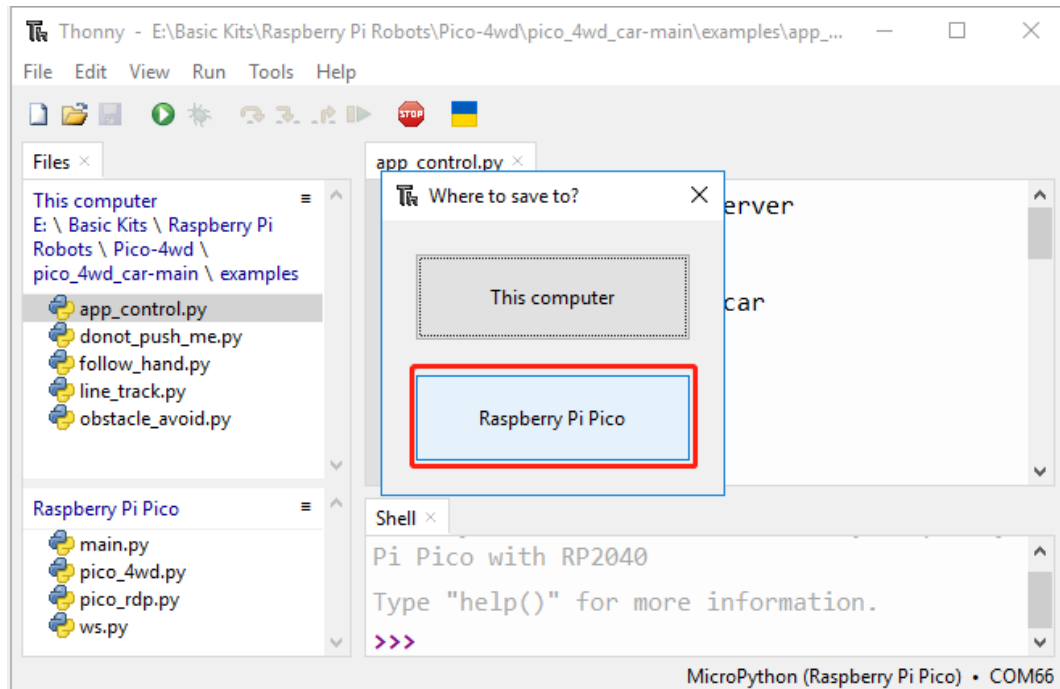 Thonny - E:\Basic Kits\Raspberry Pi Robots\Pico-4wd\pico_4wd_car-main\examples\app_...
File Edit View Run Tools Help
STOP
Files
This computer
E: \ Basic Kits \ Raspberry Pi
Robots \ Pico-4wd \
pico_4wd_car-main \ examples
app_control.py
donot_push_me.py
follow_hand.py
line_track.py
obstacle_avoid.py
Raspberry Pi Pico
main.py
pico_4wd.py
pico_rdp.py
ws.py
app_control.py
erver
car
Where to save to?
This computer
Raspberry Pi Pico
Shell
Pi Pico with RP2040
Type "help()" for more information.
>>>
MicroPython (Raspberry Pi Pico) • COM66